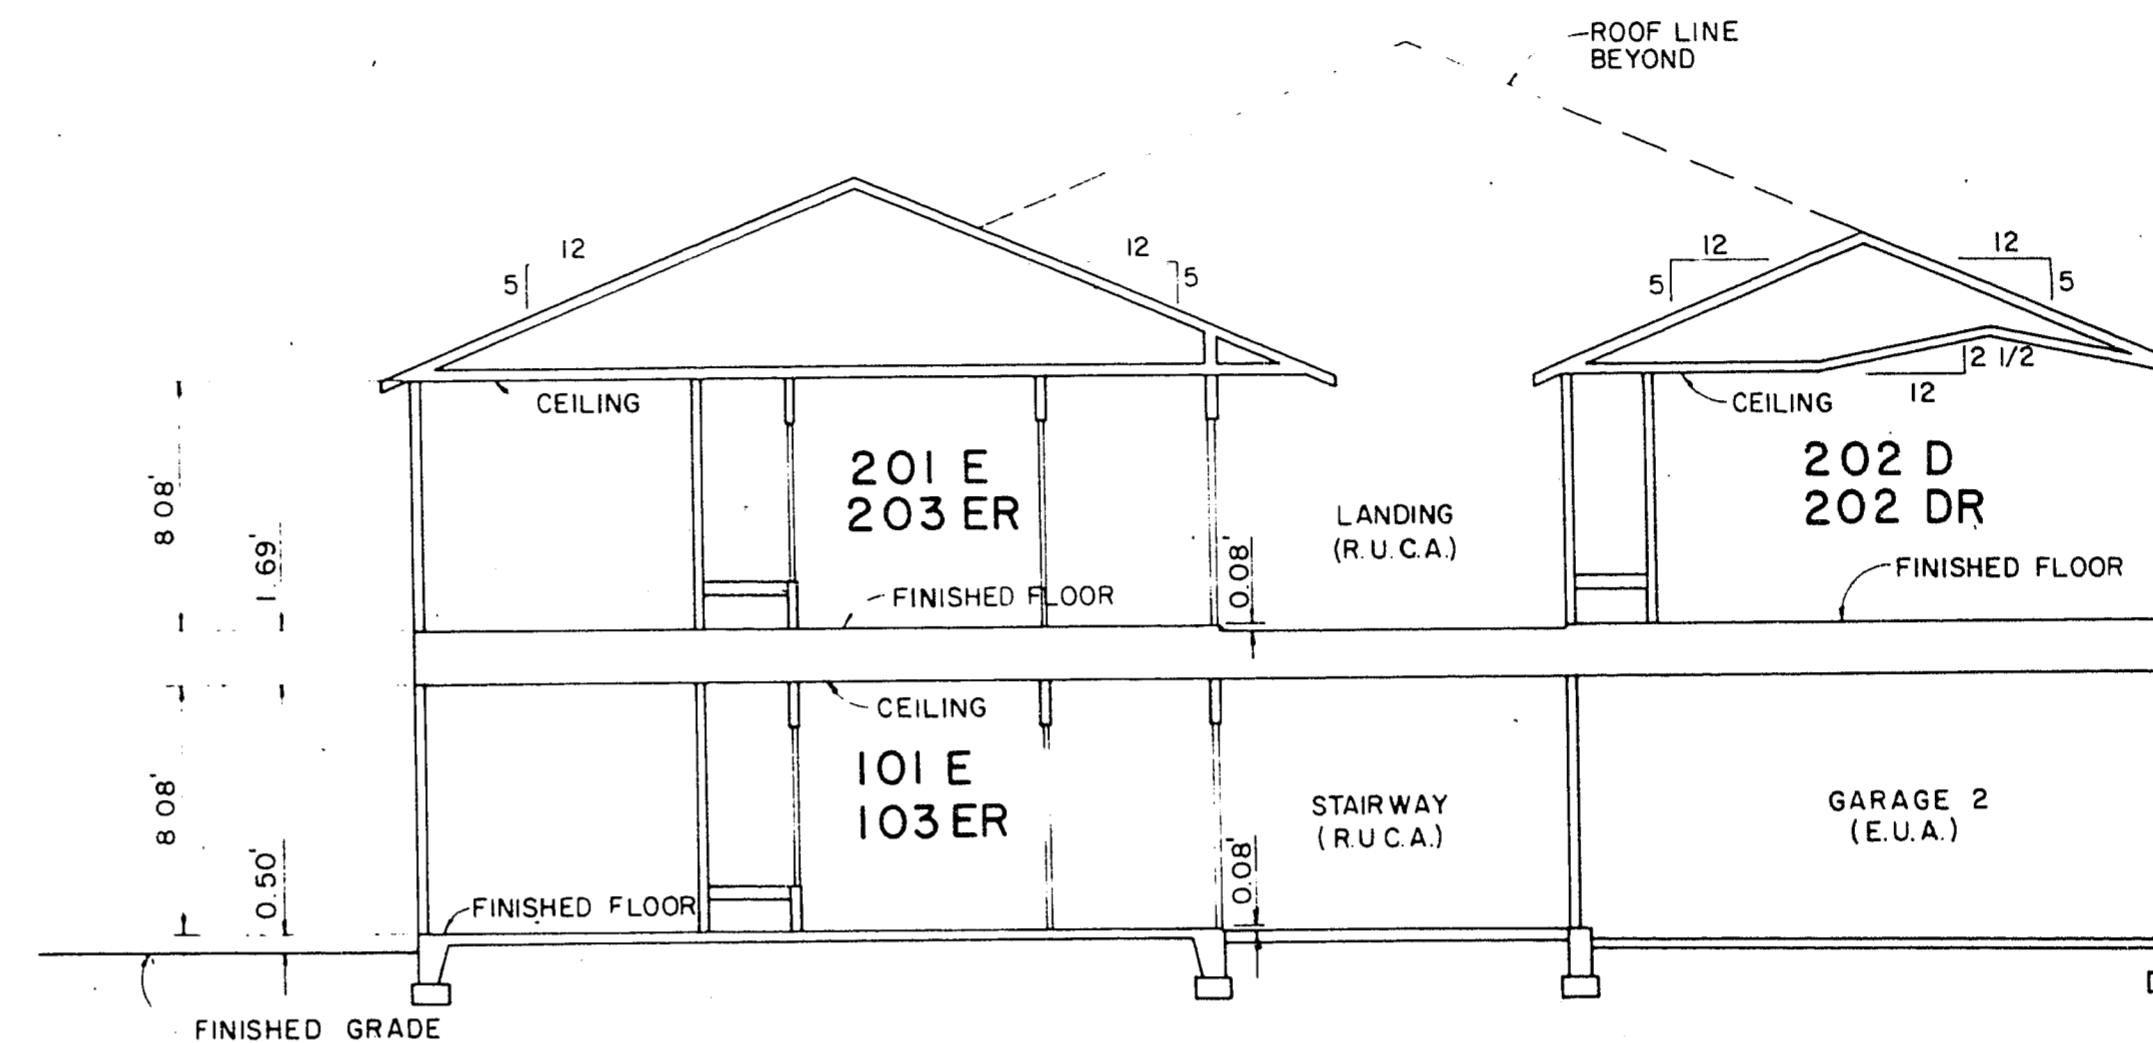 ROOF LINE
BEYOND
12
5
12
5
12
5
12
5
2 1/2
12
CEILING
CEILING
201 E
203 ER
202 D
202 DR
LANDING
(R.U.C.A.)
8 08'
1.69'
0.08'
FINISHED FLOOR
FINISHED FLOOR
CEILING
101 E
103 ER
STAIRWAY
(R.U C.A.)
GARAGE 2
(E.U.A.)
8 08'
0.50'
0.08'
FINISHED FLOOR
FINISHED GRADE